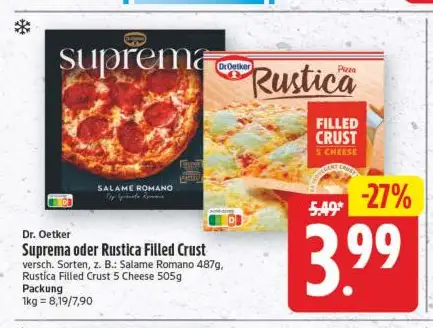 Dr. Oetker
suprema
SALAME ROMANO
Dr.Oetker
Pizza
Rustica
FILLED
CRUST
5 CHEESE
-27%
5.49*
3.99
Dr. Oetker
Suprema oder Rustica Filled Crust
versch. Sorten, z. B.: Salame Romano 487g,
Rustica Filled Crust 5 Cheese 505g
Packung
1kg = 8,19/7,90